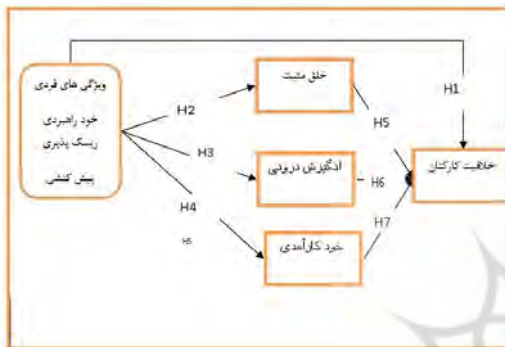 ویژگی های فردی
خود راهبردی
ریسک پذیری
پیش کنشی
H1
H2
خلق مثبت
H5
H3
انگیزش درونی
H6
خلاقیت کارکنان
H4
H7
خود کارآمدی